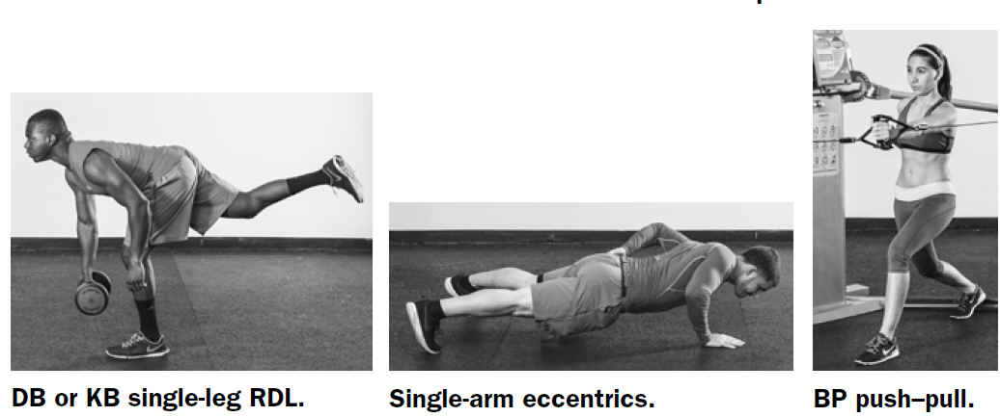 DB or KB single-leg RDL.
Single-arm eccentrics.
BP push–pull.